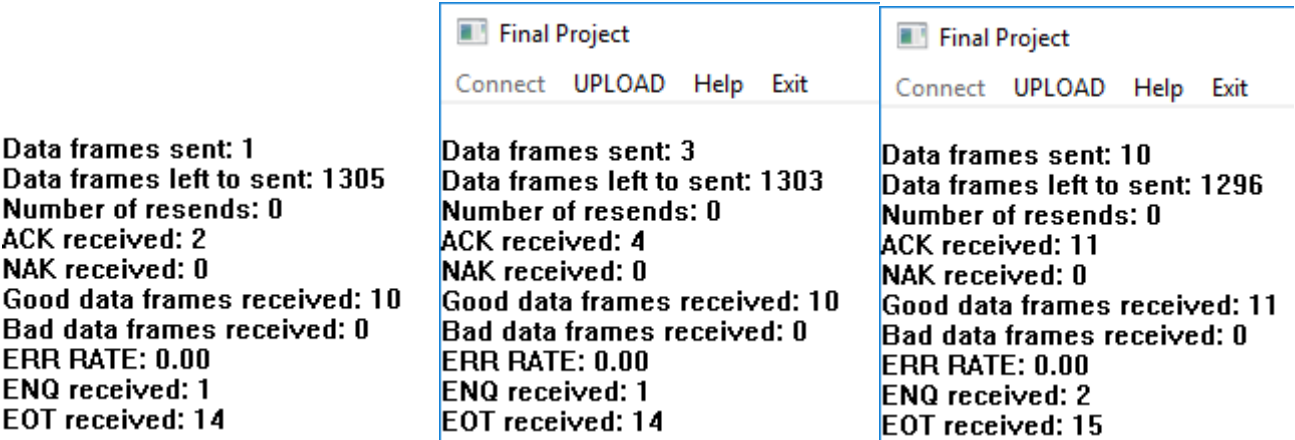 Data frames sent: 1
Data frames left to sent: 1305
Number of resends: 0
ACK received: 2
NAK received: 0
Good data frames received: 10
Bad data frames received: 0
ERR RATE: 0.00
ENQ received: 1
EOT received: 14
Final Project
Connect UPLOAD Help Exit
Data frames sent: 3
Data frames left to sent: 1303
Number of resends: 0
ACK received: 4
NAK received: 0
Good data frames received: 10
Bad data frames received: 0
ERR RATE: 0.00
ENQ received: 1
EOT received: 14
Final Project
Connect UPLOAD Help Exit
Data frames sent: 10
Data frames left to sent: 1296
Number of resends: 0
ACK received: 11
NAK received: 0
Good data frames received: 11
Bad data frames received: 0
ERR RATE: 0.00
ENQ received: 2
EOT received: 15